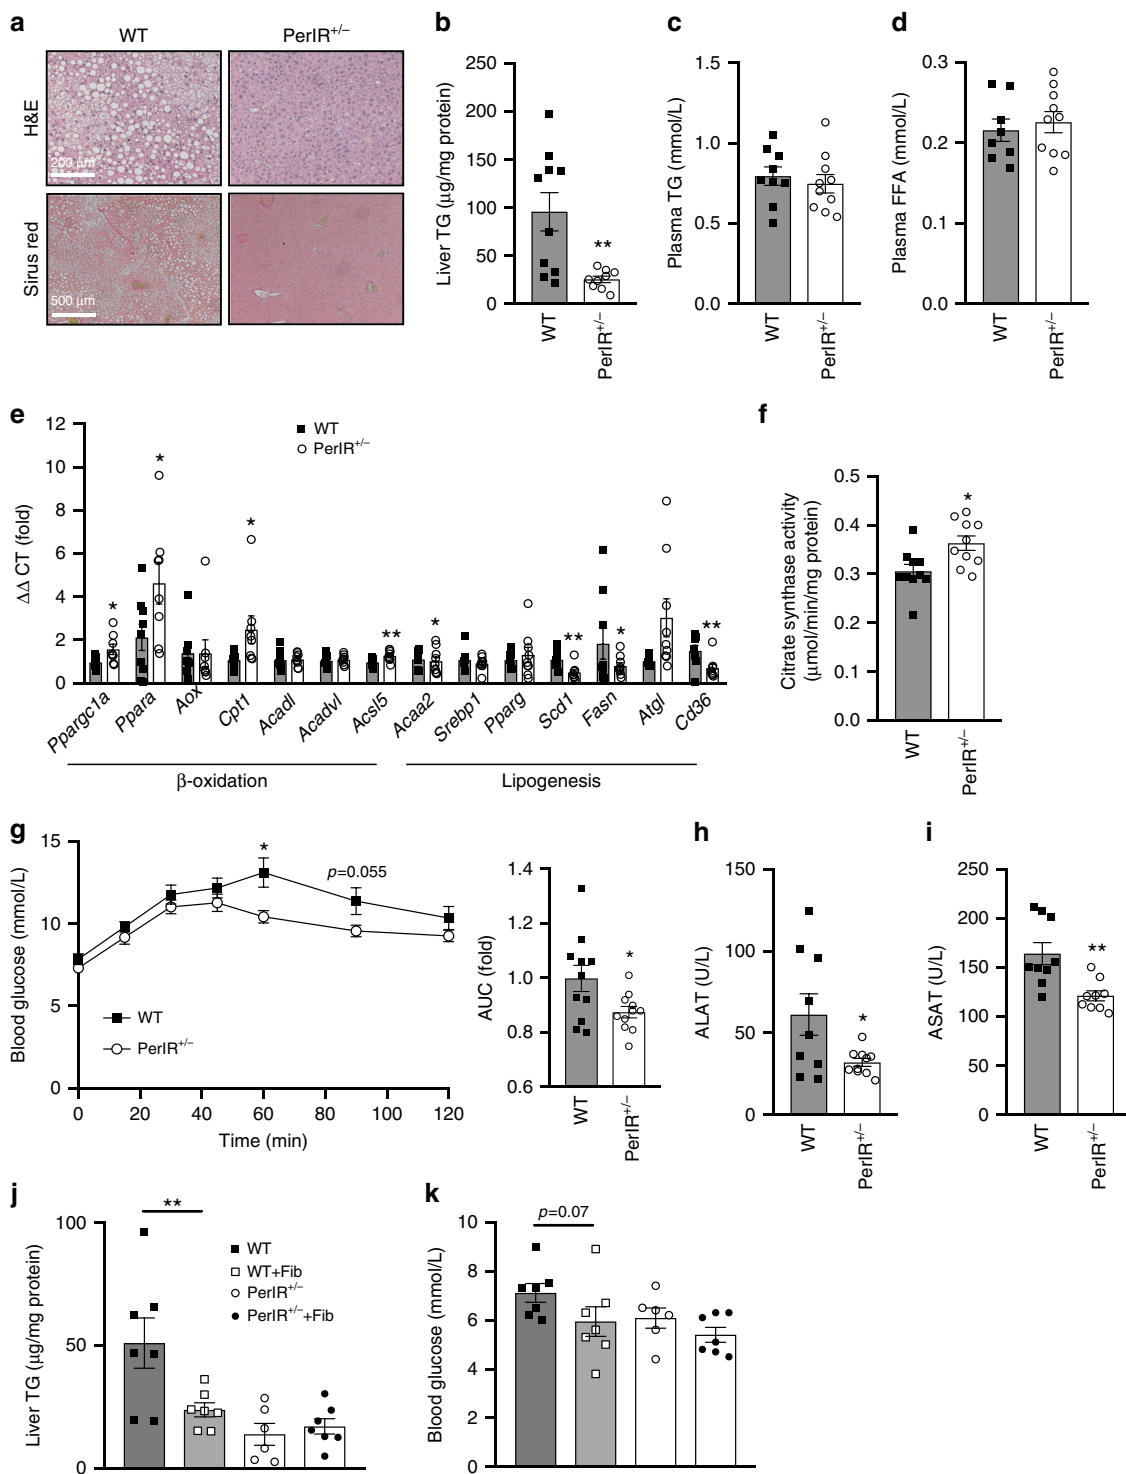 a
WT
PerIR+/−
H&E
200 µm
Sirus red
500 µm
b
Liver TG (µg/mg protein)
250
200
150
100
50
0
**
WT
PerIR+/−
c
Plasma TG (mmol/L)
1.5
1.0
0.5
0.0
WT
PerIR+/−
d
Plasma FFA (mmol/L)
0.3
0.2
0.1
0.0
WT
PerIR+/−
e
ΔΔ CT (fold)
12
10
8
6
4
2
0
WT
PerIR+/−
*
*
*
**
*
**
*
**
Ppargc1a
Ppara
Aox
Cpt1
Acadl
Acadvl
Acsl5
Acaa2
Srebp1
Pparg
Scd1
Fasn
Atgl
Cd36
β-oxidation
Lipogenesis
f
Citrate synthase activity
(µmol/min/mg protein)
0.5
0.4
0.3
0.2
0.1
0.0
*
WT
PerIR+/−
g
Blood glucose (mmol/L)
15
10
5
0
*
p=0.055
WT
PerIR+/−
0
20
40
60
80
100
120
Time (min)
AUC (fold)
1.4
1.2
1.0
0.8
0.6
*
WT
PerIR+/−
h
ALAT (U/L)
150
100
50
0
*
WT
PerIR+/−
i
ASAT (U/L)
250
200
150
100
50
0
**
WT
PerIR+/−
j
Liver TG (µg/mg protein)
100
50
0
**
WT
WT+Fib
PerIR+/−
PerIR+/−+Fib
k
Blood glucose (mmol/L)
10
8
6
4
2
0
p=0.07